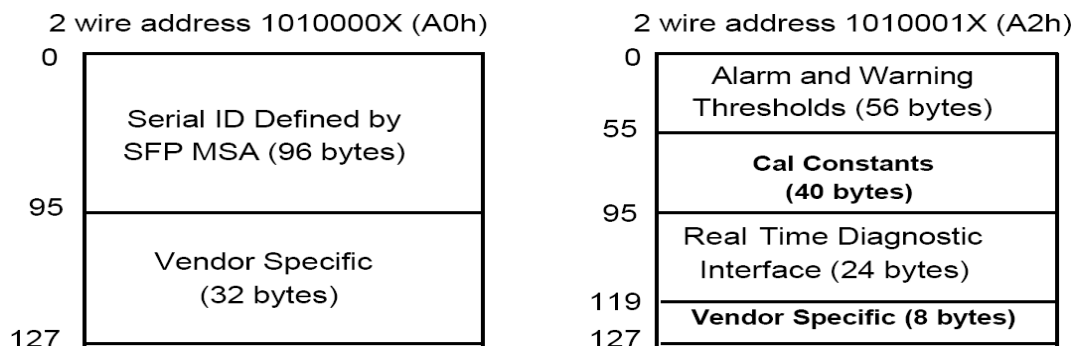 2 wire address 1010000X (A0h)
0
Serial ID Defined by
SFP MSA (96 bytes)
95
Vendor Specific
(32 bytes)
127
2 wire address 1010001X (A2h)
0
Alarm and Warning
Thresholds (56 bytes)
55
Cal Constants
(40 bytes)
95
Real Time Diagnostic
Interface (24 bytes)
119
Vendor Specific (8 bytes)
127